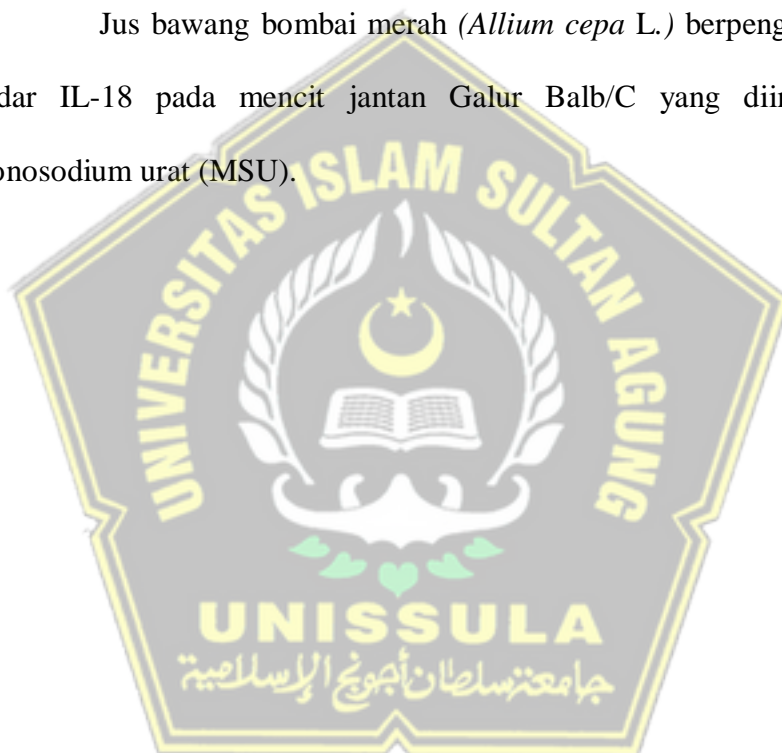 Jus bawang bombai merah (Allium cepa L.) berpeng
dar IL-18 pada mencit jantan Galur Balb/C yang diin
onosodium urat (MSU).
UNIVERSITAS ISLAM SULTAN AGUNG
UNISSULA
جامعة سلطان أجونج الإسلامية